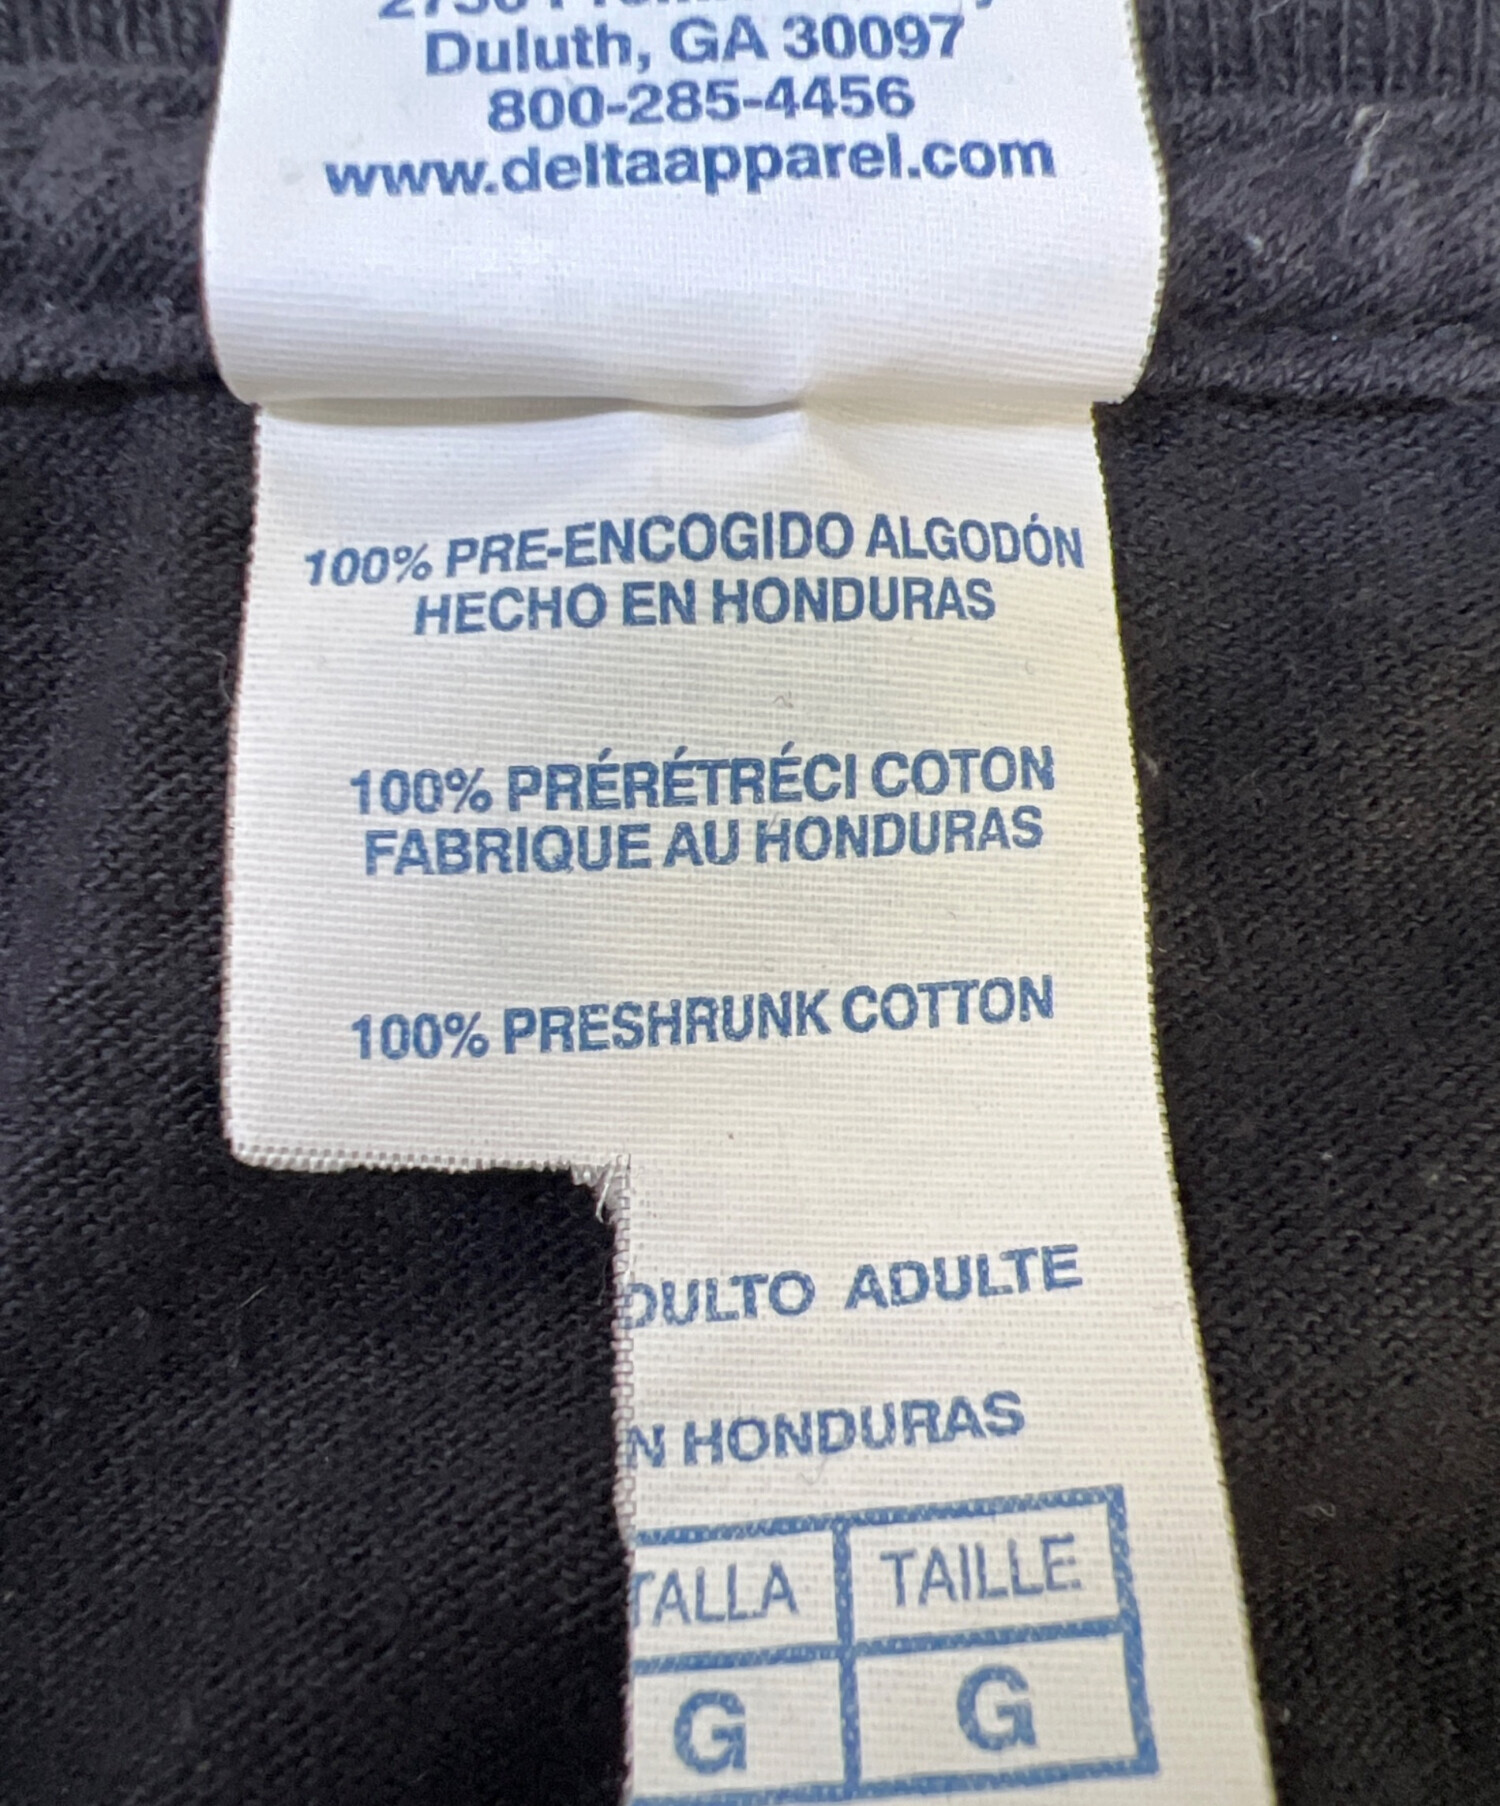 Duluth, GA 30097
800-285-4456
www.deltaapparel.com
100% PRE-ENCOGIDO ALGODÓN
HECHO EN HONDURAS
100% PRÉRÉTRÉCI COTON
FABRIQUE AU HONDURAS
100% PRESHRUNK COTTON
DULTO ADULTE
N HONDURAS
TALLA TAILLE
G G